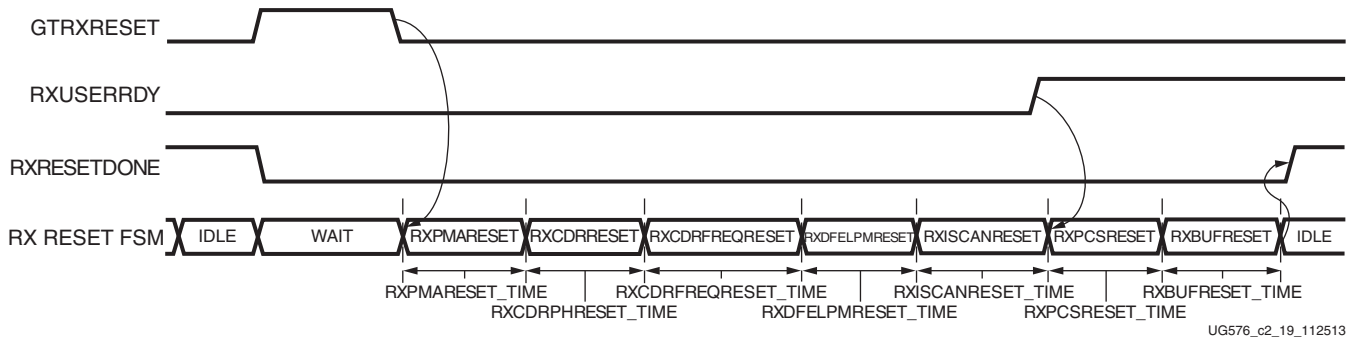 GTRXRESET
RXUSERRDY
RXRESETDONE
RX RESET FSM IDLE WAIT RXPMARESET RXCDRRESET RXCDRFREQRESET RXDFELPMRESET RXISCANRESET RXPCSRESET RXBUFRESET IDLE
RXPMARESET_TIME RXCDRFREQRESET_TIME RXISCANRESET_TIME RXBUFRESET_TIME
RXCDRPHRESET_TIME RXDFELPMRESET_TIME RXPCSRESET_TIME
UG576_c2_19_112513